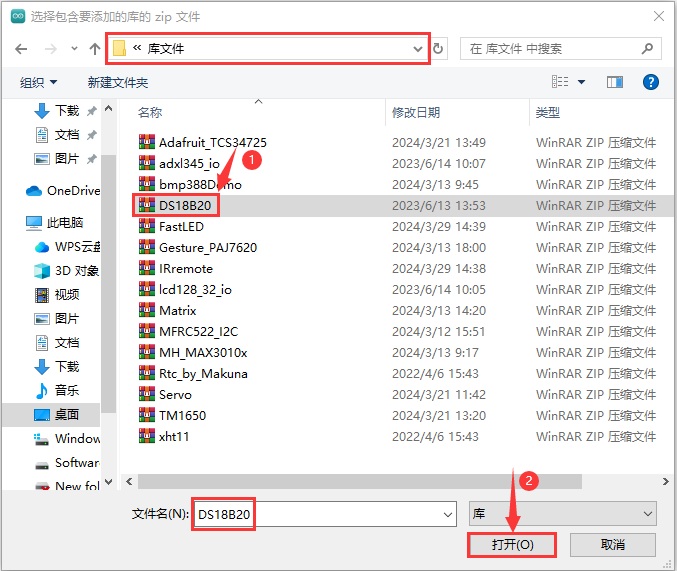 选择包含要添加的库的 zip 文件
« 库文件
在 库文件 中搜索
组织 新建文件夹
名称 修改日期 类型
下载
文档
图片
OneDrive
此电脑
WPS云盘
3D 对象
视频
图片
文档
下载
音乐
桌面
Window
Software
New fol
Adafruit_TCS34725 2024/3/21 13:49 WinRAR ZIP 压缩文件
adxl345_io 2023/6/14 10:07 WinRAR ZIP 压缩文件
1
bmp388Demo 2024/3/13 9:45 WinRAR ZIP 压缩文件
DS18B20 2023/6/13 13:53 WinRAR ZIP 压缩文件
FastLED 2024/3/29 14:39 WinRAR ZIP 压缩文件
Gesture_PAJ7620 2024/3/13 18:00 WinRAR ZIP 压缩文件
IRremote 2024/3/29 14:38 WinRAR ZIP 压缩文件
lcd128_32_io 2023/6/14 10:05 WinRAR ZIP 压缩文件
Matrix 2024/3/13 14:20 WinRAR ZIP 压缩文件
MFRC522_I2C 2024/3/12 15:51 WinRAR ZIP 压缩文件
MH_MAX3010x 2024/3/13 9:17 WinRAR ZIP 压缩文件
Rtc_by_Makuna 2022/4/6 15:43 WinRAR ZIP 压缩文件
Servo 2024/3/21 11:42 WinRAR ZIP 压缩文件
TM1650 2024/3/21 13:20 WinRAR ZIP 压缩文件
xht11 2022/4/6 15:43 WinRAR ZIP 压缩文件
2
文件名(N): DS18B20 库
打开(O) 取消